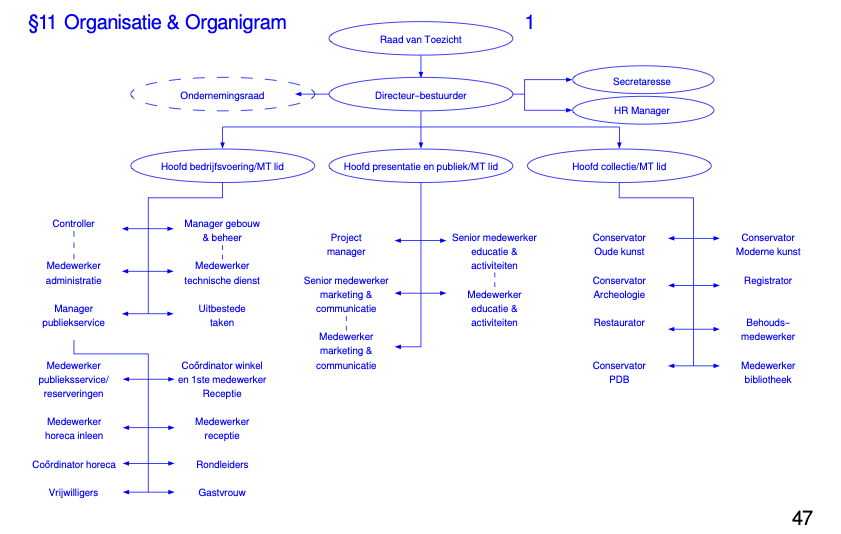 §11 Organisatie & Organigram
1
Raad van Toezicht
Ondernemingsraad
Directeur–bestuurder
Secretaresse
HR Manager
Hoofd bedrijfsvoering/MT lid
Hoofd presentatie en publiek/MT lid
Hoofd collectie/MT lid
Controller
Manager gebouw
& beheer
Medewerker
administratie
Medewerker
technische dienst
Manager
publiekservice
Uitbestede
taken
Medewerker
publieksservice/
reserveringen
Coőrdinator winkel
en 1ste medewerker
Receptie
Medewerker
horeca inleen
Medewerker
receptie
Coőrdinator horeca
Rondleiders
Vrijwilligers
Gastvrouw
Project
manager
Senior medewerker
educatie &
activiteiten
Senior medewerker
marketing &
communicatie
Medewerker
educatie &
activiteiten
Medewerker
marketing &
communicatie
Conservator
Oude kunst
Conservator
Moderne kunst
Conservator
Archeologie
Registrator
Restaurator
Behouds–
medewerker
Conservator
PDB
Medewerker
bibliotheek
47